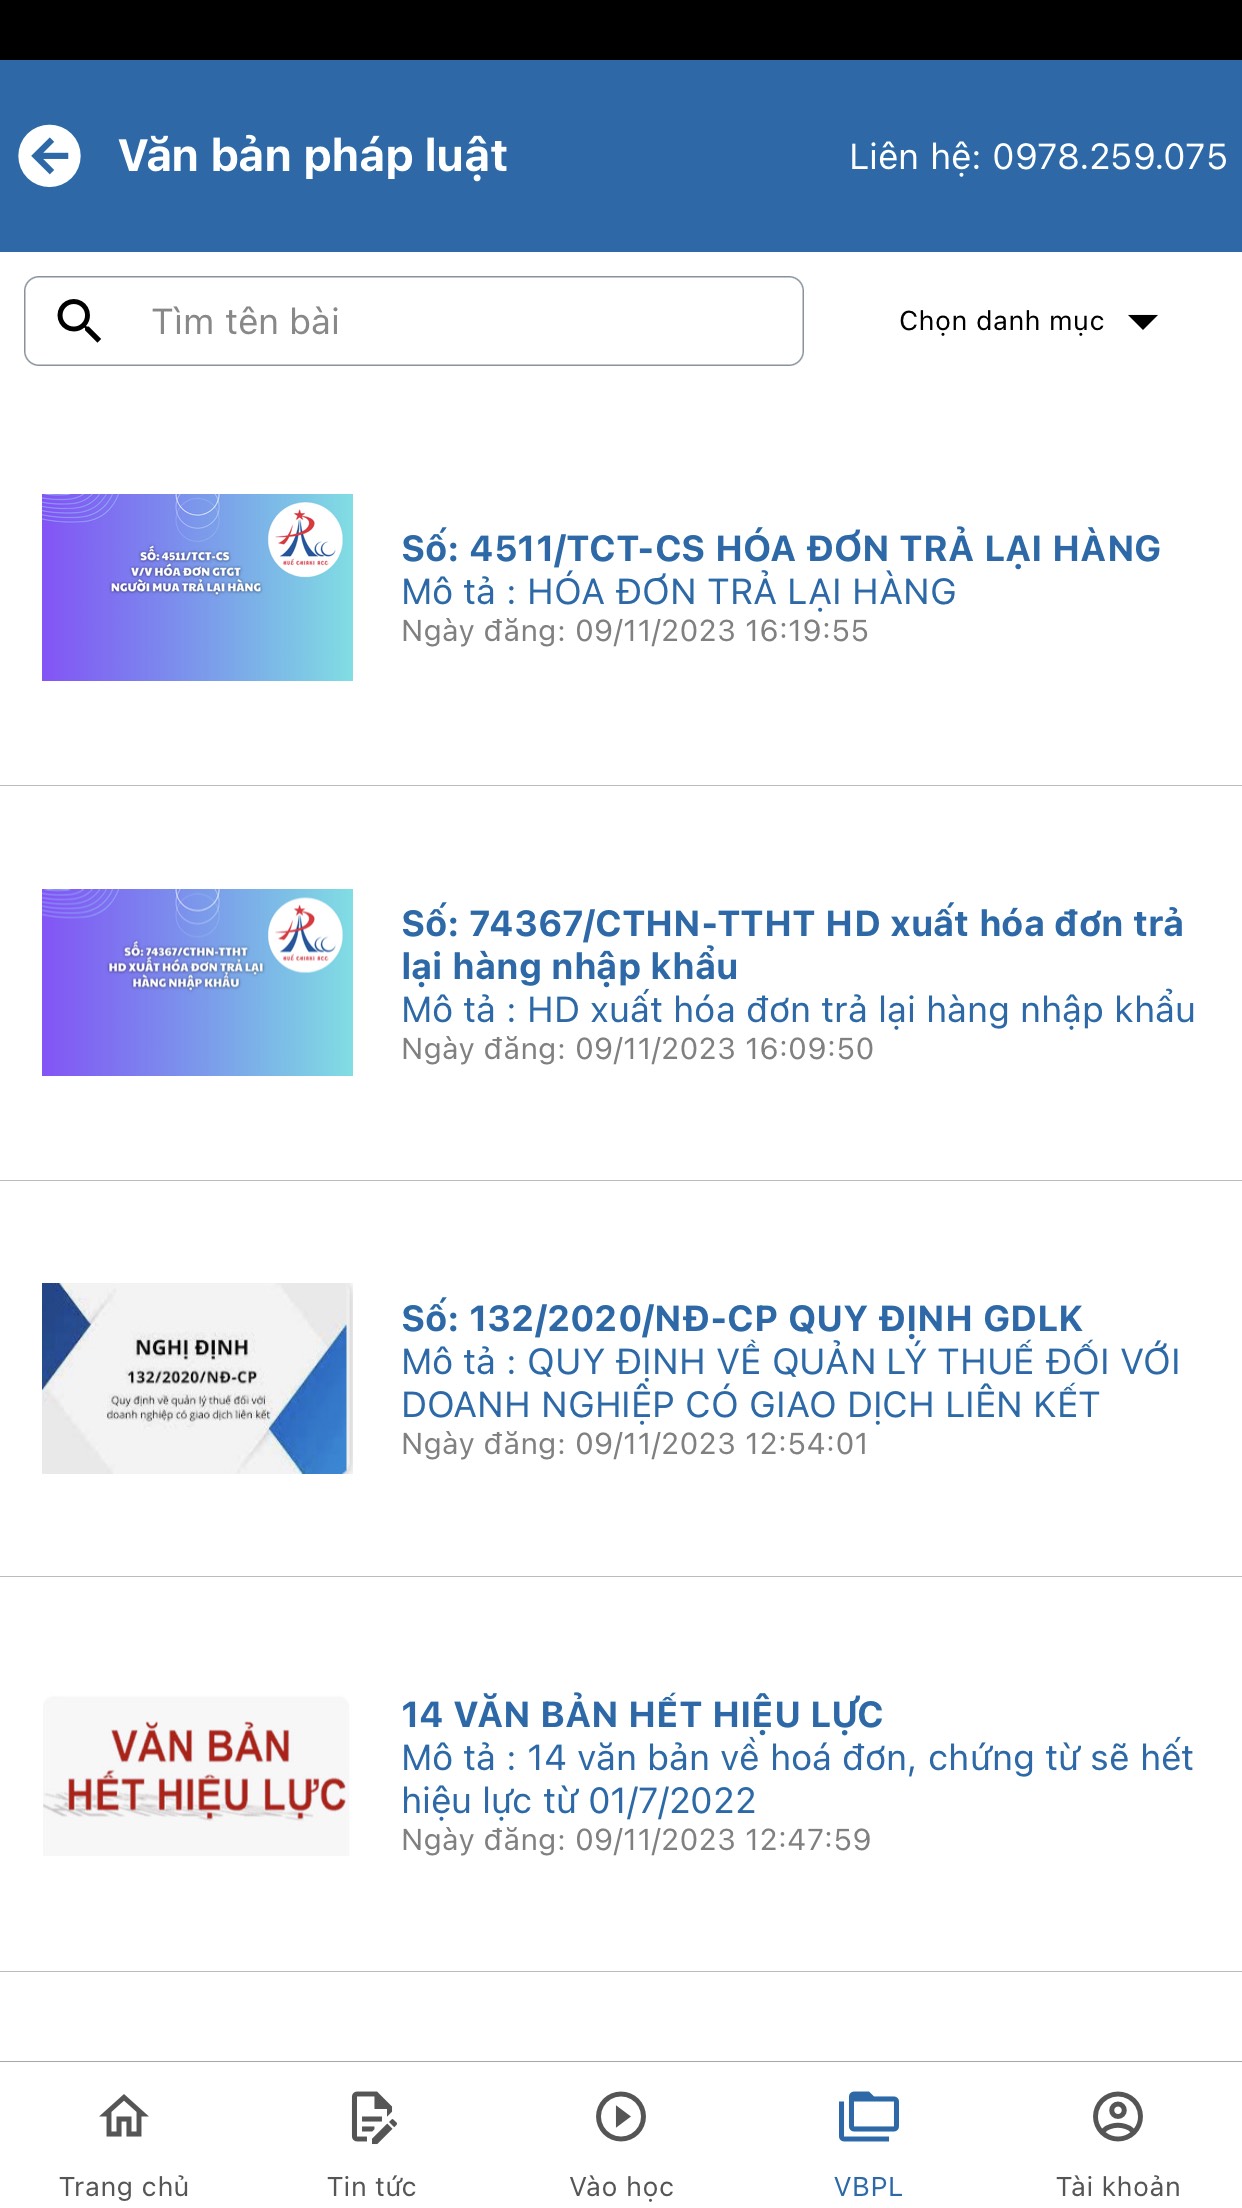 Văn bản pháp luật
Liên hệ: 0978.259.075
Tìm tên bài
Chọn danh mục
SỐ: 4511/TCT-CS
V/V HÓA ĐƠN GTGT
NGƯỜI MUA TRẢ LẠI HÀNG
HUẾ CHIRHI ACC
Số: 4511/TCT-CS HÓA ĐƠN TRẢ LẠI HÀNG
Mô tả : HÓA ĐƠN TRẢ LẠI HÀNG
Ngày đăng: 09/11/2023 16:19:55
SỐ: 74367/CTHN-TTHT
HD XUẤT HÓA ĐƠN TRẢ LẠI
HÀNG NHẬP KHẨU
HUẾ CHIRHI ACC
Số: 74367/CTHN-TTHT HD xuất hóa đơn trả
lại hàng nhập khẩu
Mô tả : HD xuất hóa đơn trả lại hàng nhập khẩu
Ngày đăng: 09/11/2023 16:09:50
NGHỊ ĐỊNH
132/2020/NĐ-CP
Quy định về quản lý thuế đối với
doanh nghiệp có giao dịch liên kết
Số: 132/2020/NĐ-CP QUY ĐỊNH GDLK
Mô tả : QUY ĐỊNH VỀ QUẢN LÝ THUẾ ĐỐI VỚI
DOANH NGHIỆP CÓ GIAO DỊCH LIÊN KẾT
Ngày đăng: 09/11/2023 12:54:01
VĂN BẢN
HẾT HIỆU LỰC
14 VĂN BẢN HẾT HIỆU LỰC
Mô tả : 14 văn bản về hoá đơn, chứng từ sẽ hết
hiệu lực từ 01/7/2022
Ngày đăng: 09/11/2023 12:47:59
Trang chủ
Tin tức
Vào học
VBPL
Tài khoản